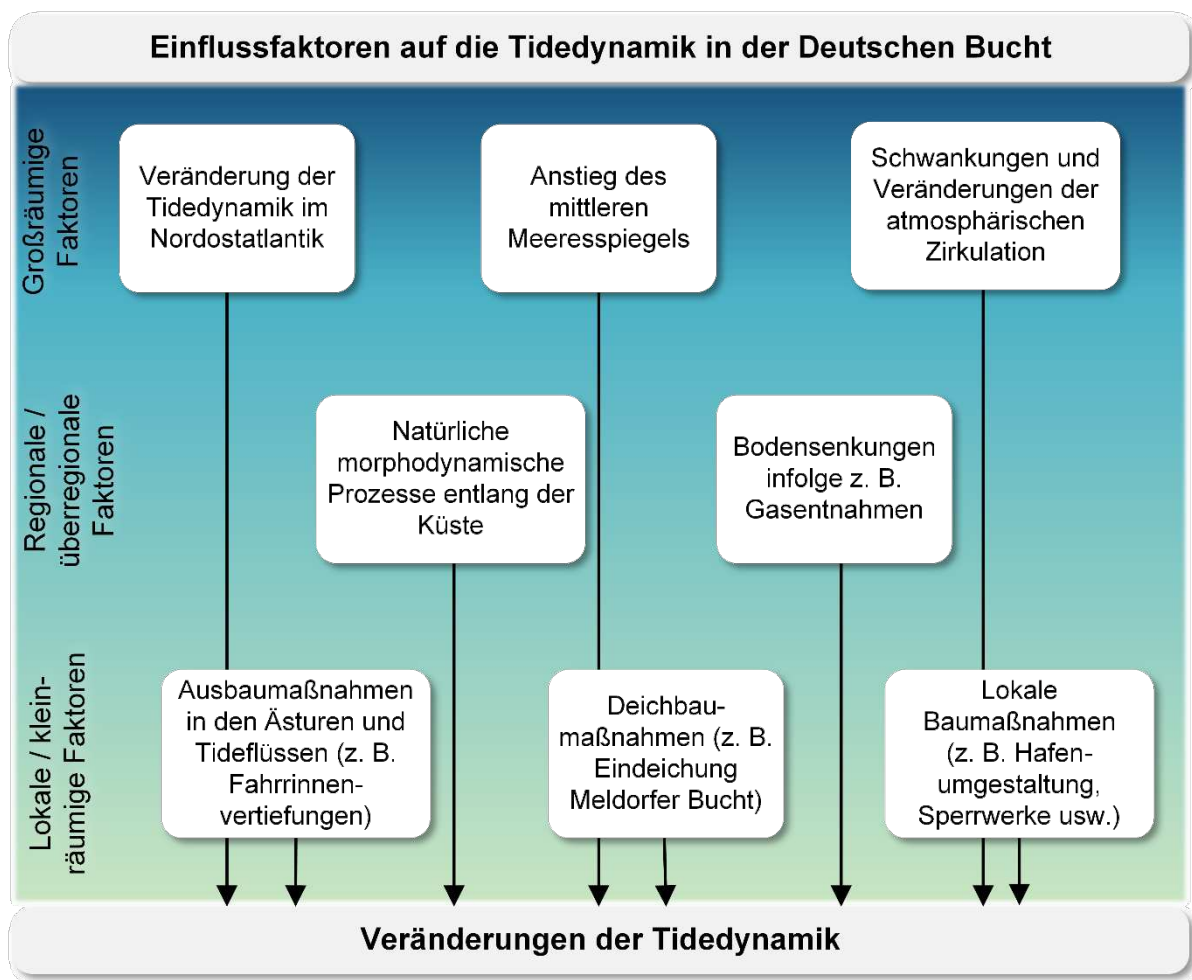 Einflussfaktoren auf die Tidedynamik in der Deutschen Bucht
Großräumige
Faktoren
Veränderung der
Tidedynamik im
Nordostatlantik
Anstieg des
mittleren
Meeresspiegels
Schwankungen und
Veränderungen der
atmosphärischen
Zirkulation
Regionale /
überregionale
Faktoren
Natürliche
morphodynamische
Prozesse entlang der
Küste
Bodensenkungen
infolge z. B.
Gasentnahmen
Lokale / klein-
räumige Faktoren
Ausbaumaßnahmen
in den Ästuren und
Tideflüssen (z. B.
Fahrrinnen-
vertiefungen)
Deichbau-
maßnahmen (z. B.
Eindeichung
Meldorfer Bucht)
Lokale
Baumaßnahmen
(z. B. Hafen-
umgestaltung,
Sperrwerke usw.)
Veränderungen der Tidedynamik